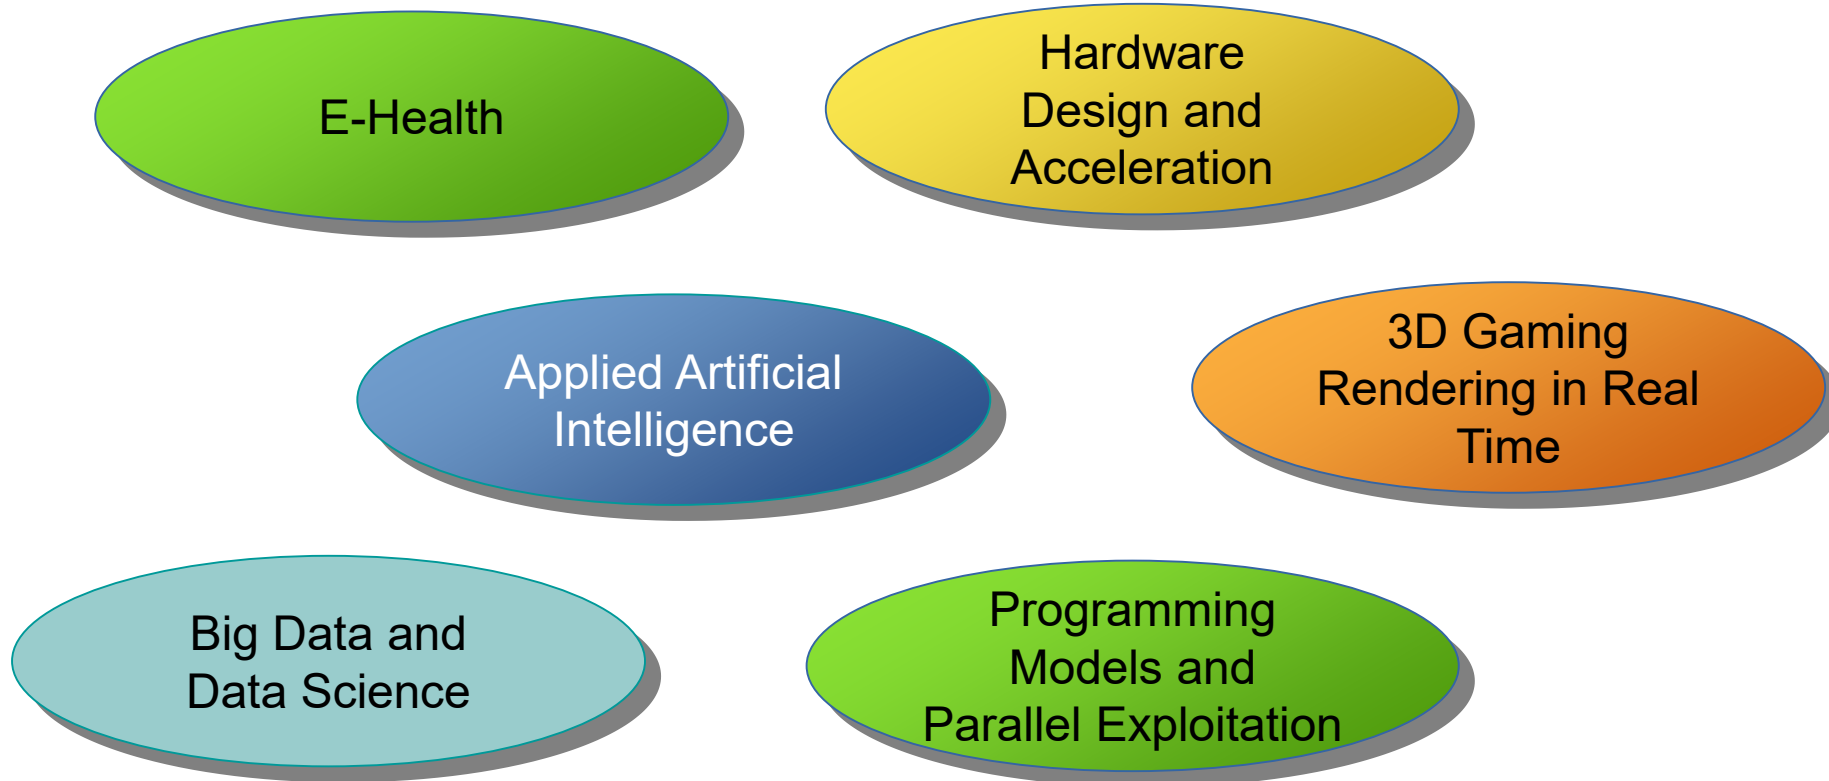 E-Health
Hardware
Design and
Acceleration
Applied Artificial
Intelligence
3D Gaming
Rendering in Real
Time
Big Data and
Data Science
Programming
Models and
Parallel Exploitation